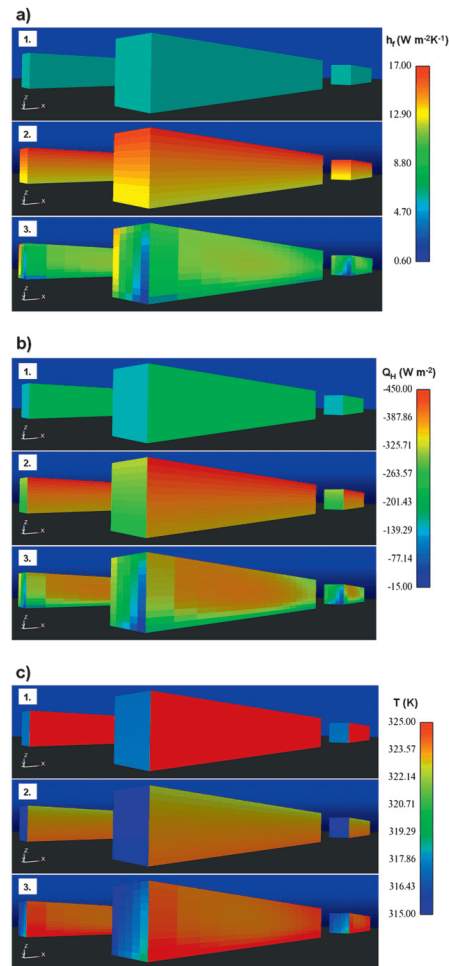 a)
h_f (W m⁻²K⁻¹)
1.
Z
X
2.
Z
X
3.
Z
X
17.00
12.90
8.80
4.70
0.60
b)
Q_H (W m⁻²)
1.
Z
X
2.
Z
X
3.
Z
X
-450.00
-387.86
-325.71
-263.57
-201.43
-139.29
-77.14
-15.00
c)
T (K)
1.
Z
X
2.
Z
X
3.
Z
X
325.00
323.57
322.14
320.71
319.29
317.86
316.43
315.00